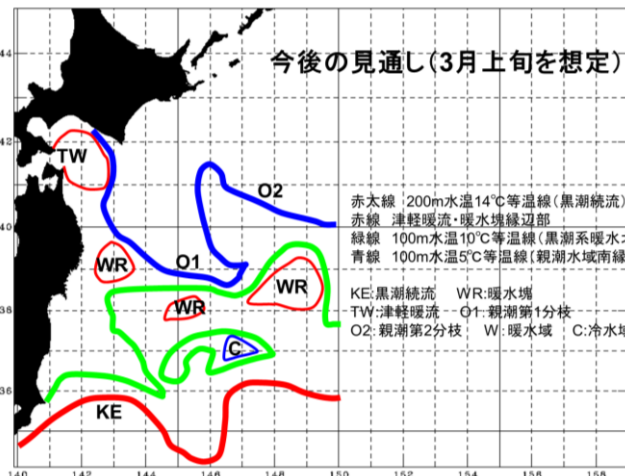 今後の見通し(3月上旬を想定)
44
42
40
38
36
TW
O2
WR
O1
WR
WR
C
KE
赤太線 200m水温14℃等温線(黒潮続流)
赤線 津軽暖流・暖水塊縁辺部
緑線 100m水温10℃等温線(黒潮系暖水
青線 100m水温5℃等温線(親潮水域南縁
KE:黒潮続流 WR:暖水塊
TW:津軽暖流 O1:親潮第1分枝
O2:親潮第2分枝 W:暖水域 C:冷水域
140 142 144 146 148 150 152 154 156 158